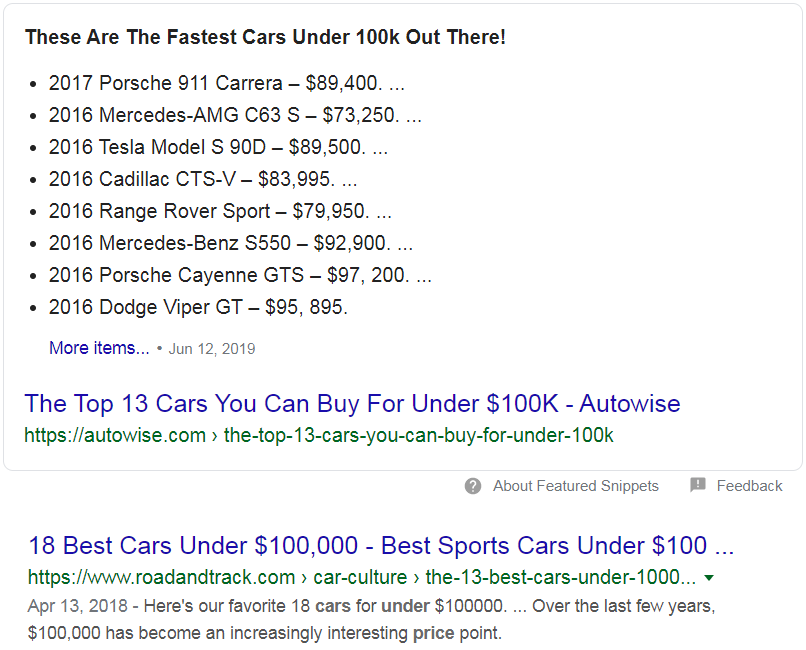 These Are The Fastest Cars Under 100k Out There!
• 2017 Porsche 911 Carrera – $89,400. ...
• 2016 Mercedes-AMG C63 S – $73,250. ...
• 2016 Tesla Model S 90D – $89,500. ...
• 2016 Cadillac CTS-V – $83,995. ...
• 2016 Range Rover Sport – $79,950. ...
• 2016 Mercedes-Benz S550 – $92,900. ...
• 2016 Porsche Cayenne GTS – $97, 200. ...
• 2016 Dodge Viper GT – $95, 895.
More items... • Jun 12, 2019
The Top 13 Cars You Can Buy For Under $100K - Autowise
https://autowise.com › the-top-13-cars-you-can-buy-for-under-100k
About Featured Snippets Feedback
18 Best Cars Under $100,000 - Best Sports Cars Under $100 ...
https://www.roadandtrack.com › car-culture › the-13-best-cars-under-1000...
Apr 13, 2018 - Here's our favorite 18 cars for under $100000. ... Over the last few years,
$100,000 has become an increasingly interesting price point.